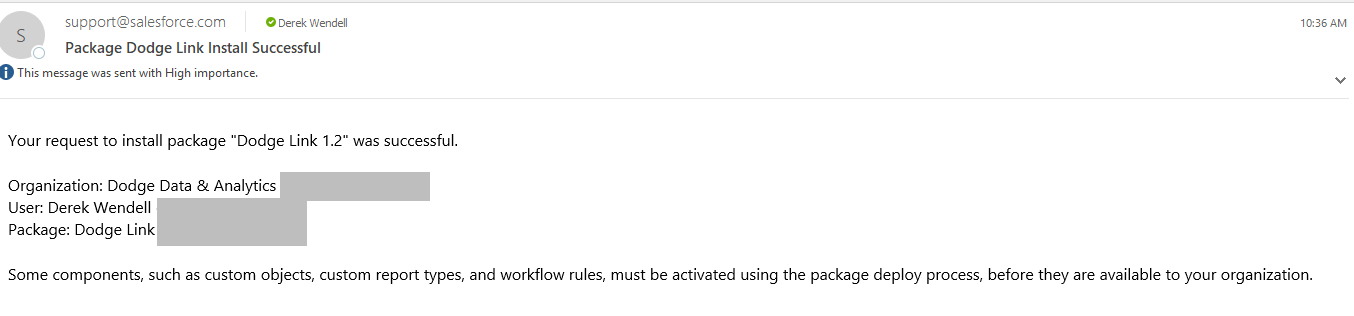 S
support@salesforce.com Derek Wendell 10:36 AM
Package Dodge Link Install Successful
i This message was sent with High importance.
Your request to install package "Dodge Link 1.2" was successful.
Organization: Dodge Data & Analytics
User: Derek Wendell
Package: Dodge Link
Some components, such as custom objects, custom report types, and workflow rules, must be activated using the package deploy process, before they are available to your organization.